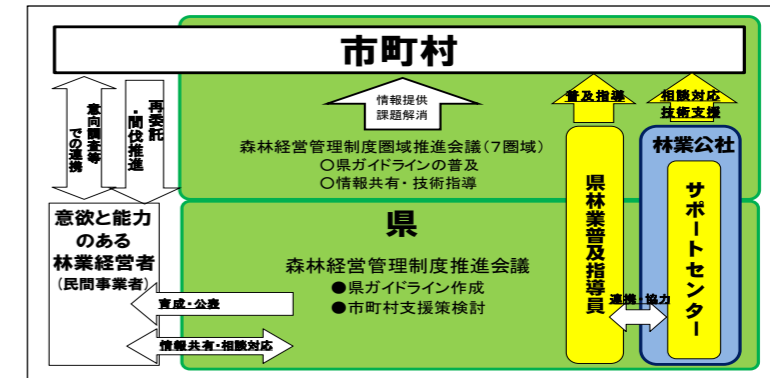 市町村
意向調査等
での連携
再委託
・間伐推進
情報提供
課題解消
普及指導
相談対応
技術支援
森林経営管理制度圏域推進会議(7圏域)
○県ガイドラインの普及
○情報共有・技術指導
県林業普及指導員
林業公社
サポートセンター
意欲と能力
のある
林業経営者
(民間事業者)
県
森林経営管理制度推進会議
●県ガイドライン作成
●市町村支援策検討
連携・協力
育成・公表
情報共有・相談対応